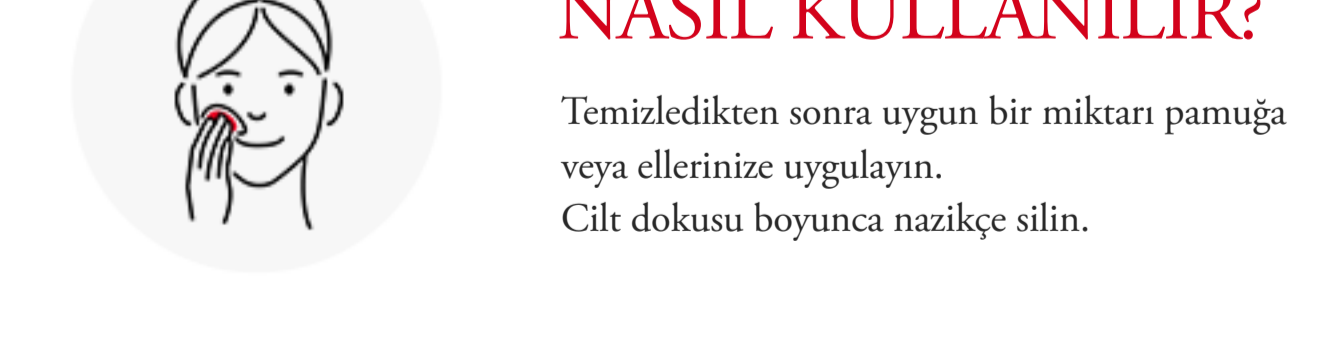 NASIL KULLANILIR?
Temizledikten sonra uygun bir miktarı pamuğa
veya ellerinize uygulayın.
Cilt dokusu boyunca nazikçe silin.